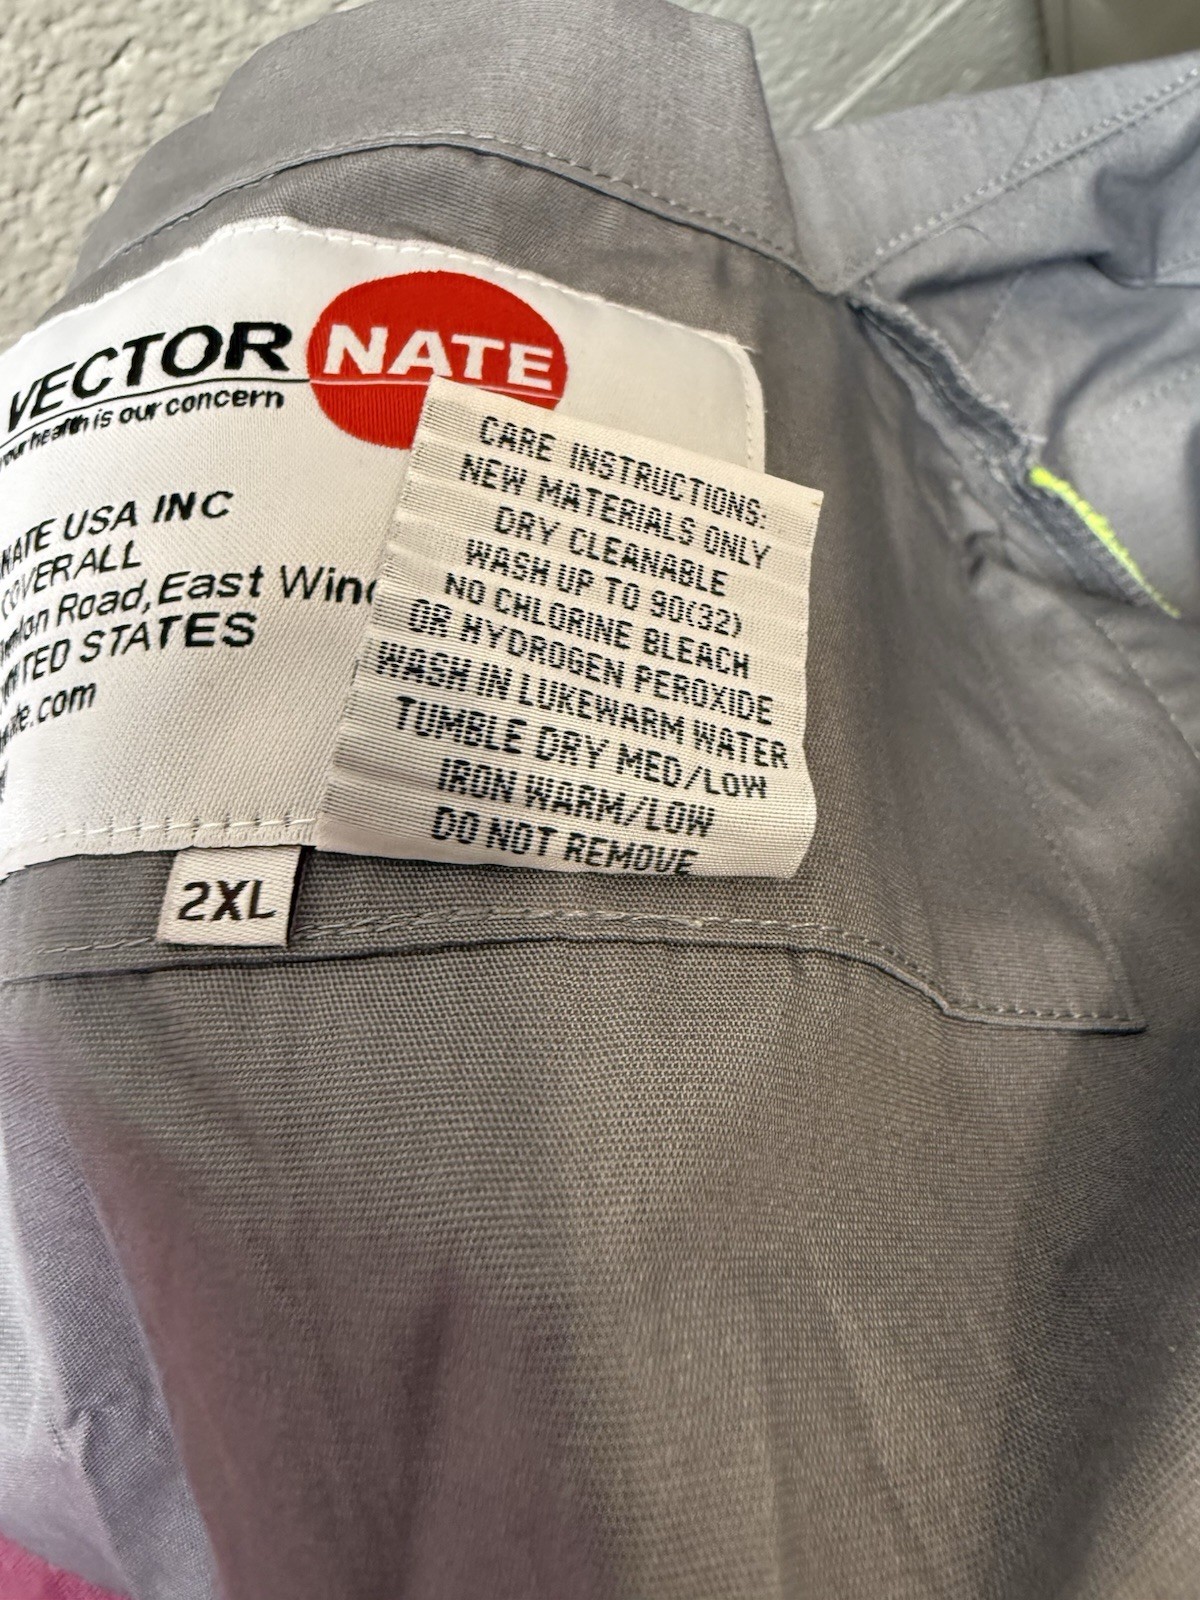 VECTOR NATE
your health is our concern
NATE USA INC
COVERALL
Road, East
STATES
.com
CARE INSTRUCTIONS:
NEW MATERIALS ONLY
DRY CLEANABLE
WASH UP TO 90(32)
NO CHLORINE BLEACH
OR HYDROGEN PEROXIDE
WASH IN LUKEWARM WATER
TUMBLE DRY MED/LOW
IRON WARM/LOW
DO NOT REMOVE
2XL